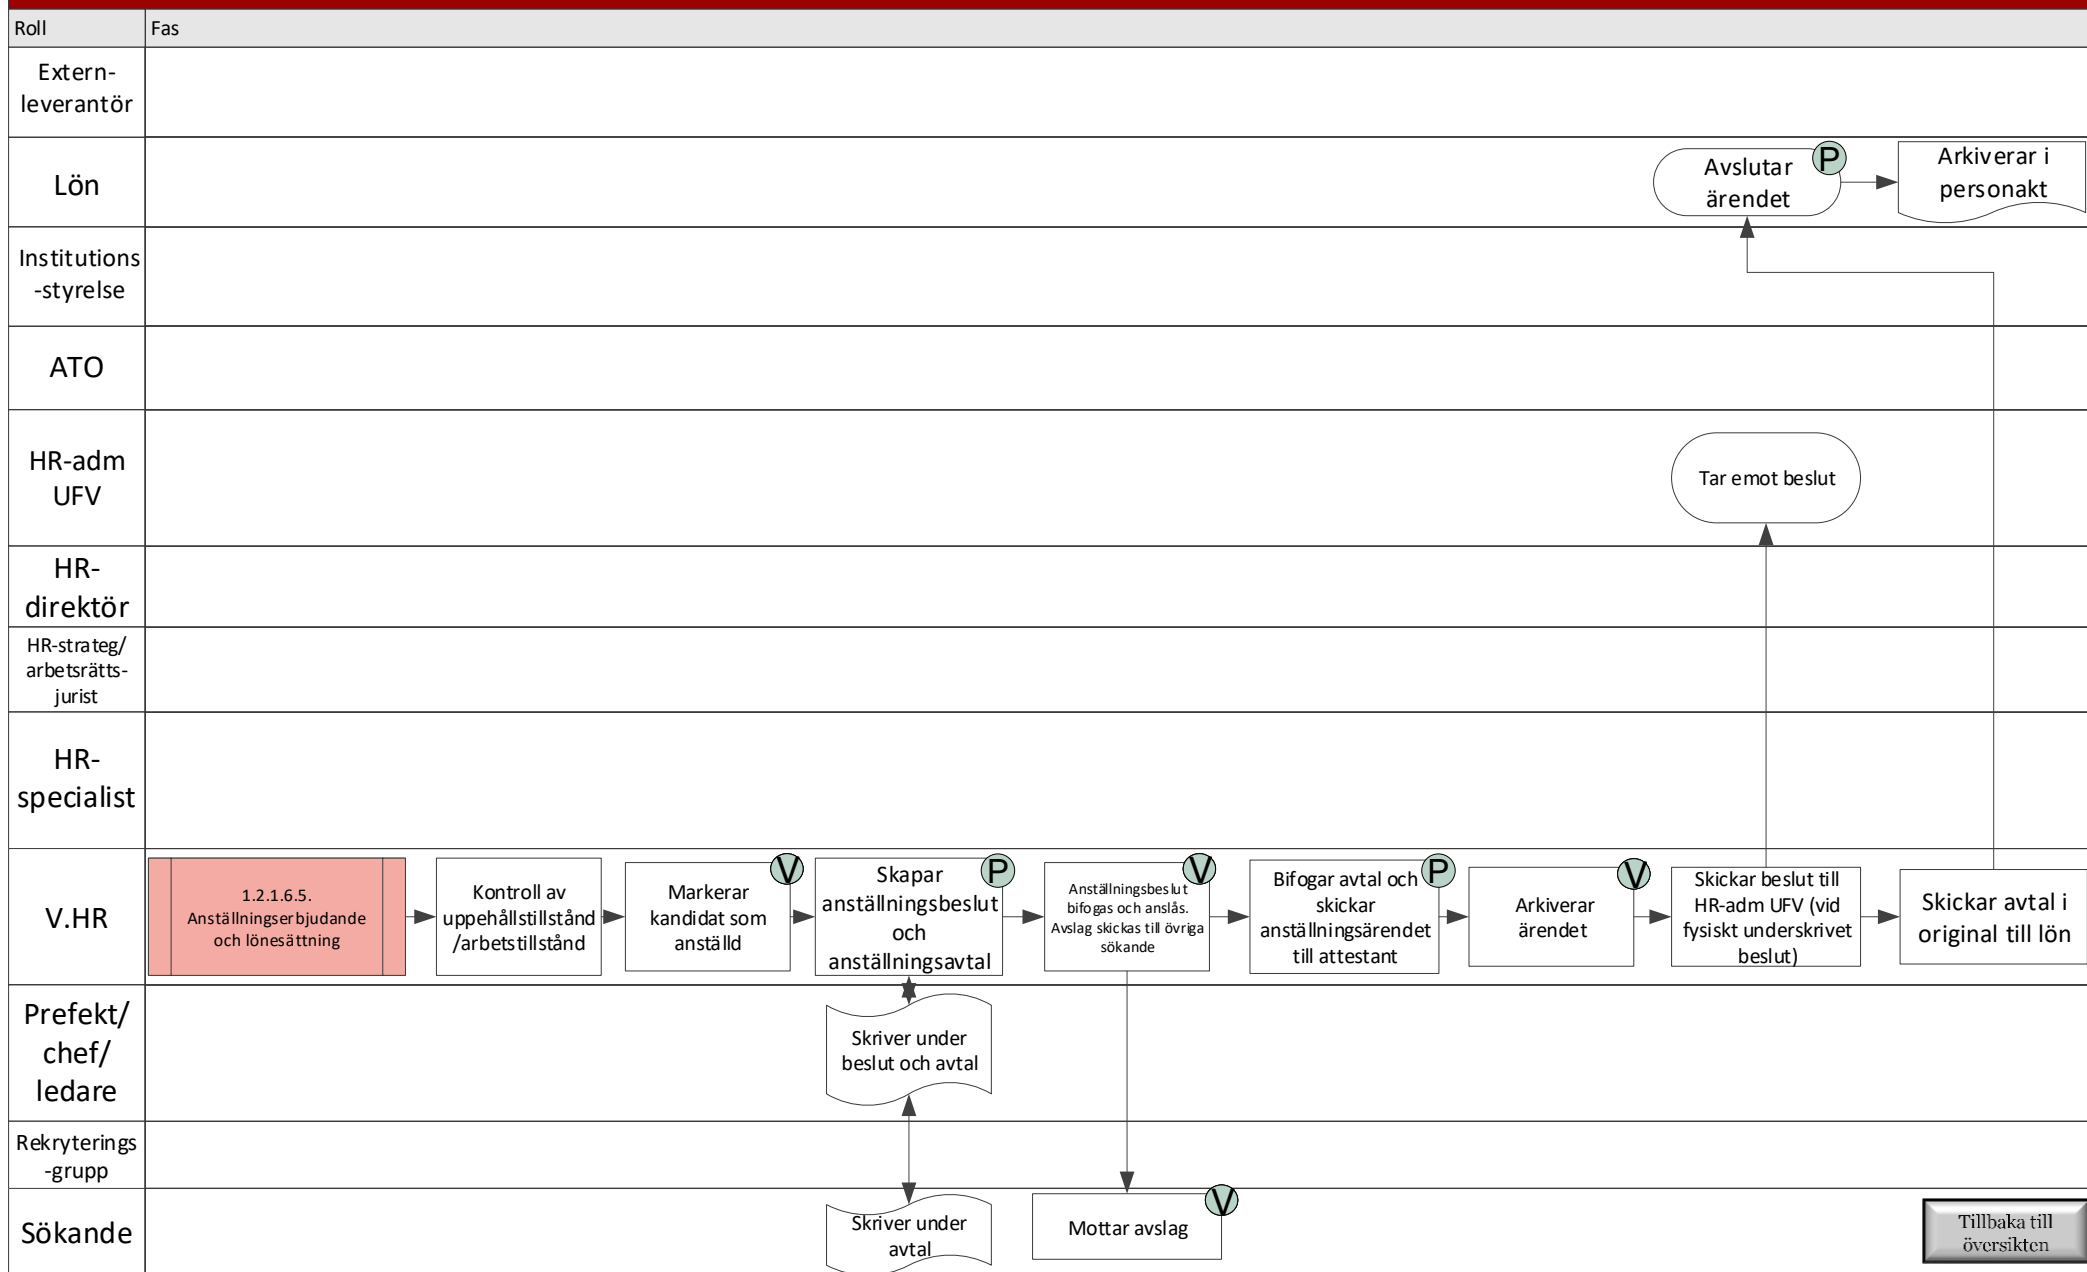 Roll
Fas
Extern-
leverantör
Lön
Avslutar
ärendet
P
Arkiverar i
personakt
Institutions
-styrelse
ATO
HR-adm
UFV
Tar emot beslut
HR-
direktör
HR-strateg/
arbetsrätts-
jurist
HR-
specialist
V.HR
1.2.1.6.5.
Anställningserbjudande
och lönesättning
Kontroll av
uppehållstillstånd
/arbetstillstånd
Markerar
kandidat som
anställd
V
Skapar
anställningsbeslut
och
anställningsavtal
P
Anställningsbeslut
bifogas och anslås.
Avslag skickas till övriga
sökande
V
Bifogar avtal och
skickar
anställningsärendet
till attestant
P
Arkiverar
ärendet
V
Skickar beslut till
HR-adm UFV (vid
fysiskt underskrivet
beslut)
Skickar avtal i
original till lön
Prefekt/
chef/
ledare
Skriver under
beslut och avtal
Rekryterings
-grupp
Sökande
Skriver under
avtal
Mottar avslag
V
Tillbaka till
översikten